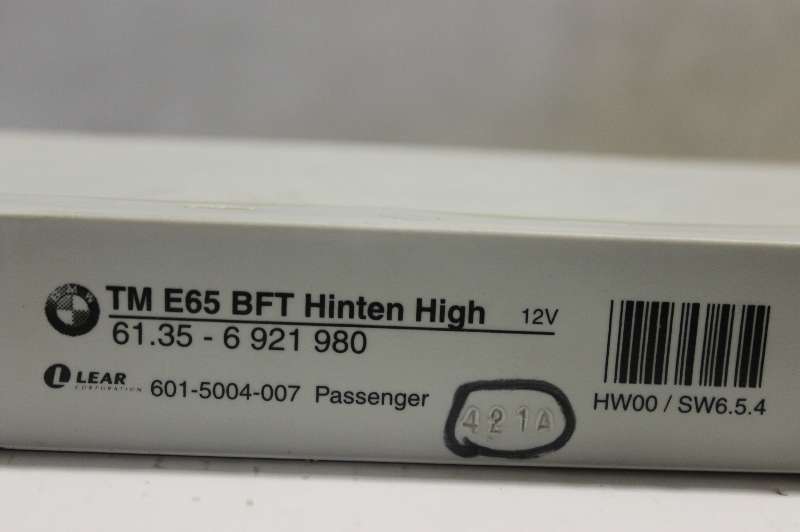 TM E65 BFT Hinten High 12V
61.35 - 6 921 980
LEAR
CORPORATION
601-5004-007 Passenger
421A
HW00 / SW6.5.4